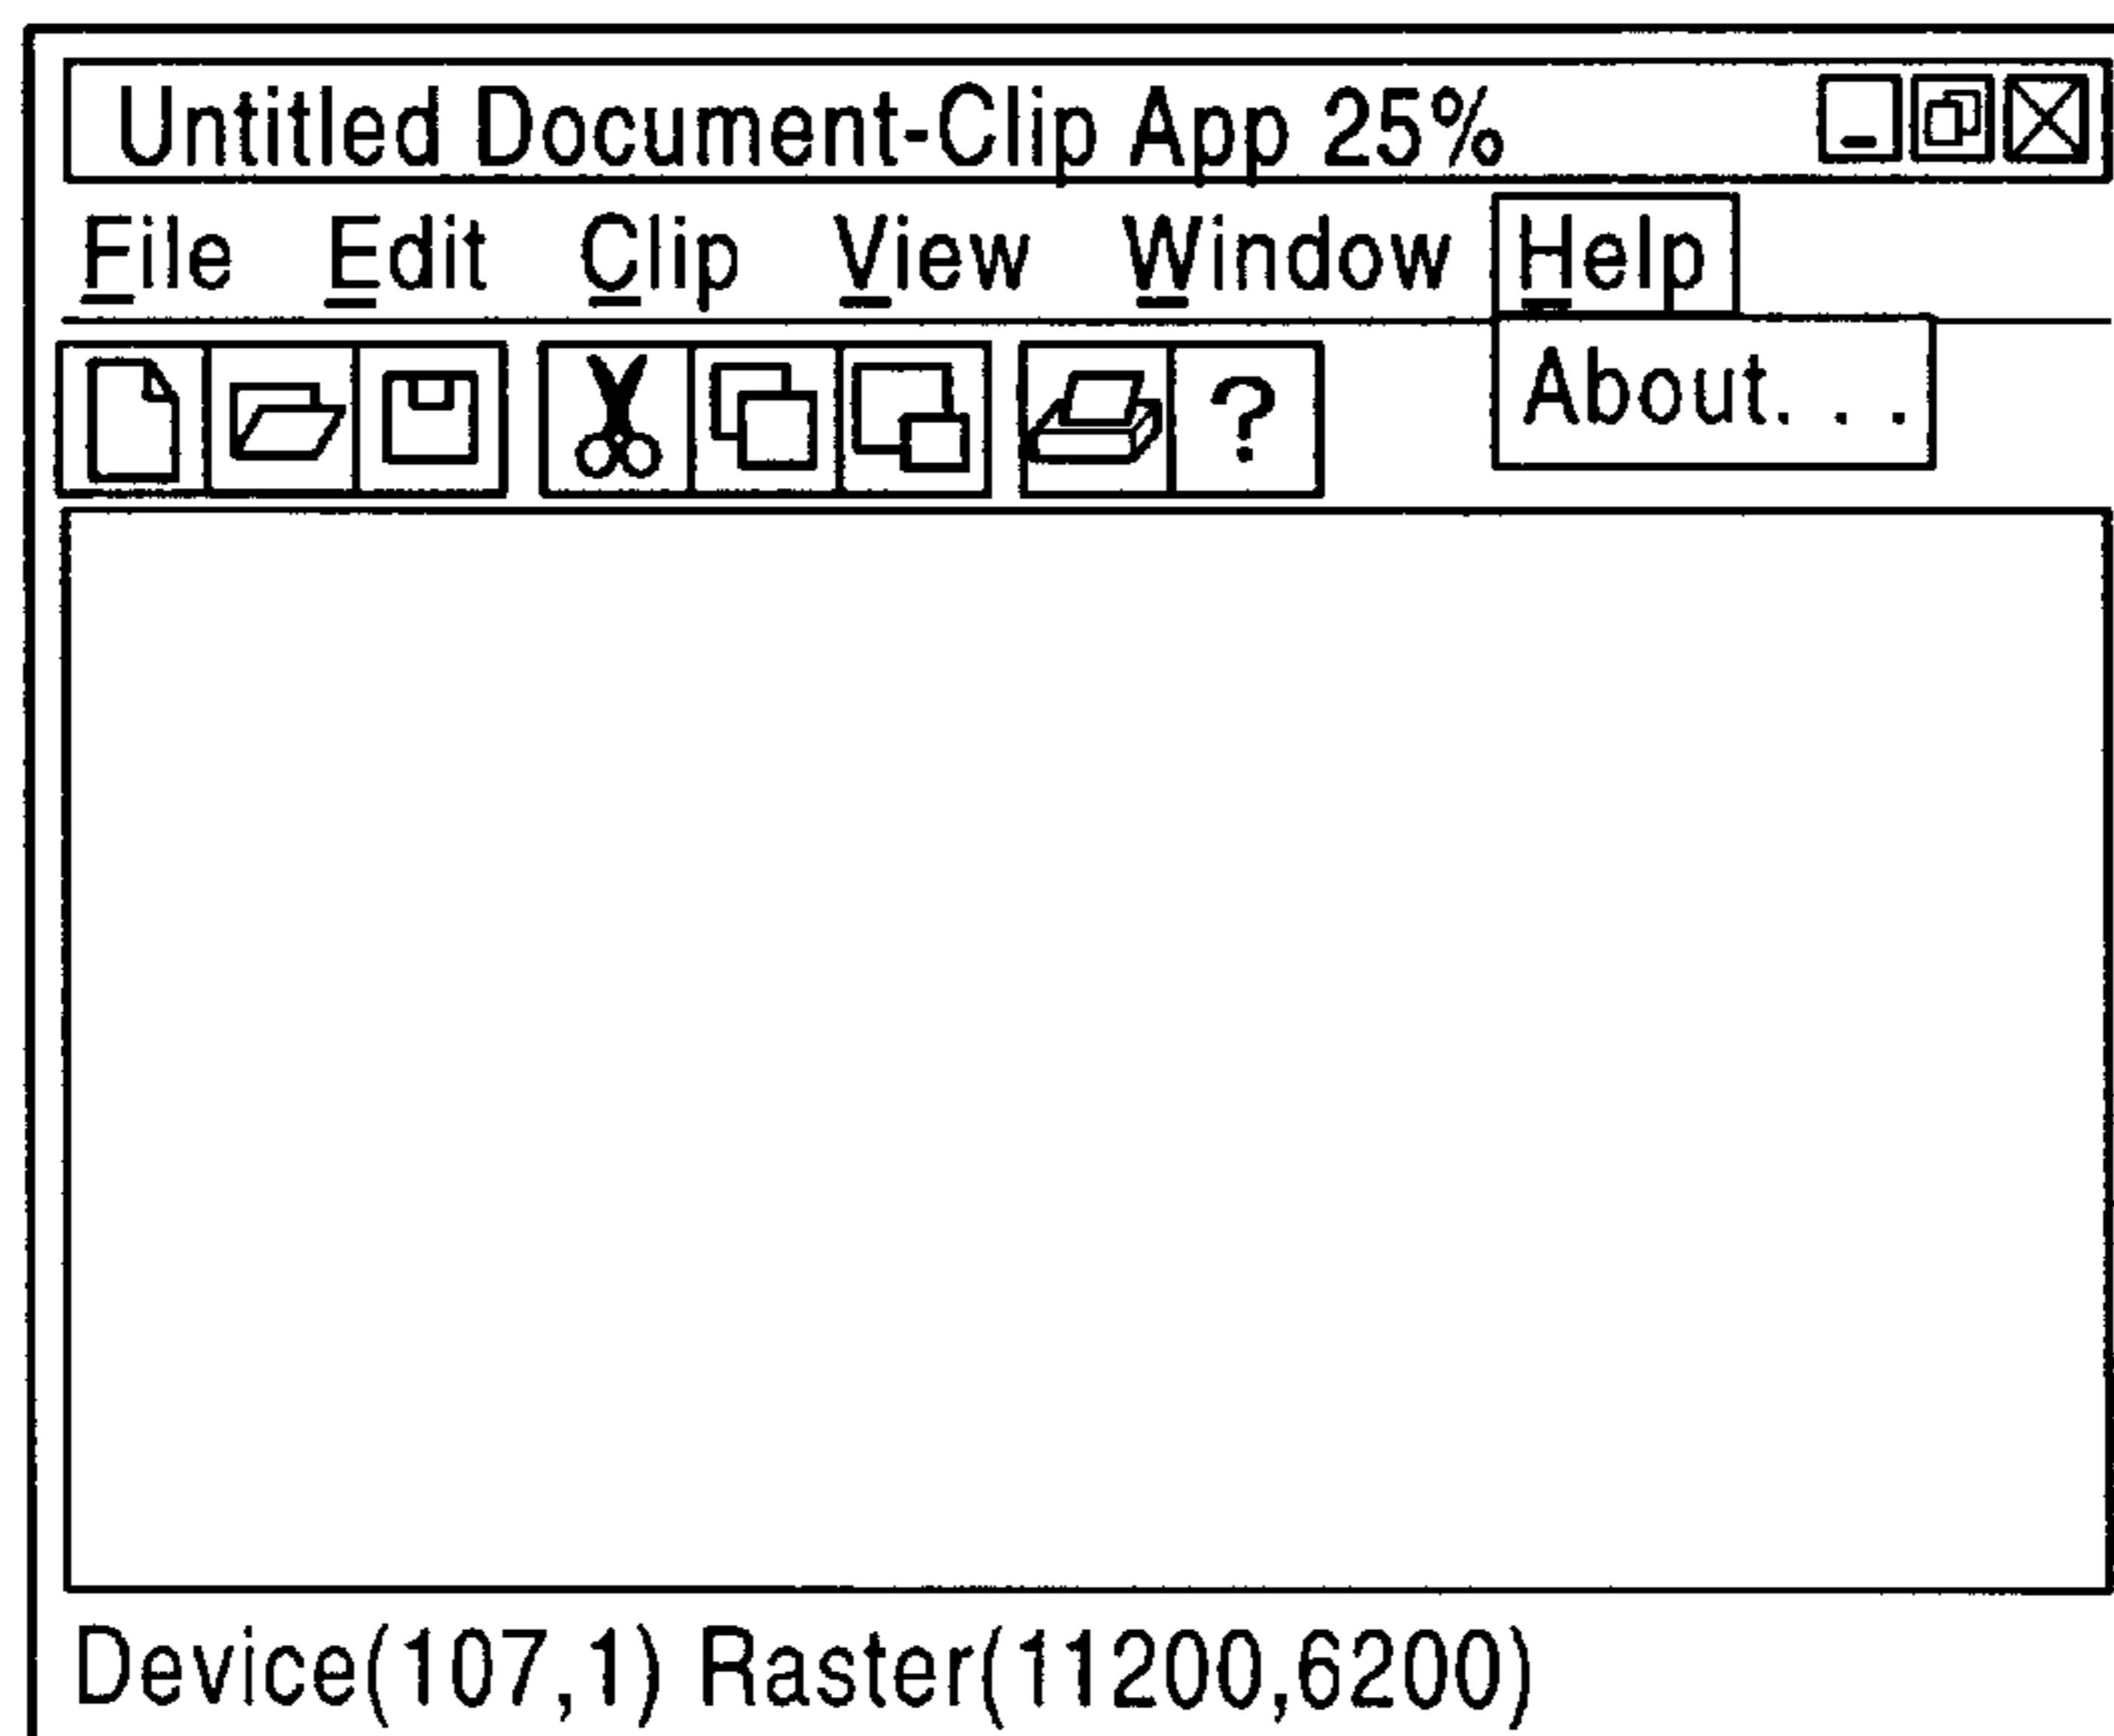 Untitled Document-Clip App 25%
File Edit Clip View Window Help
About. . .
?
Device(107,1) Raster(11200,6200)